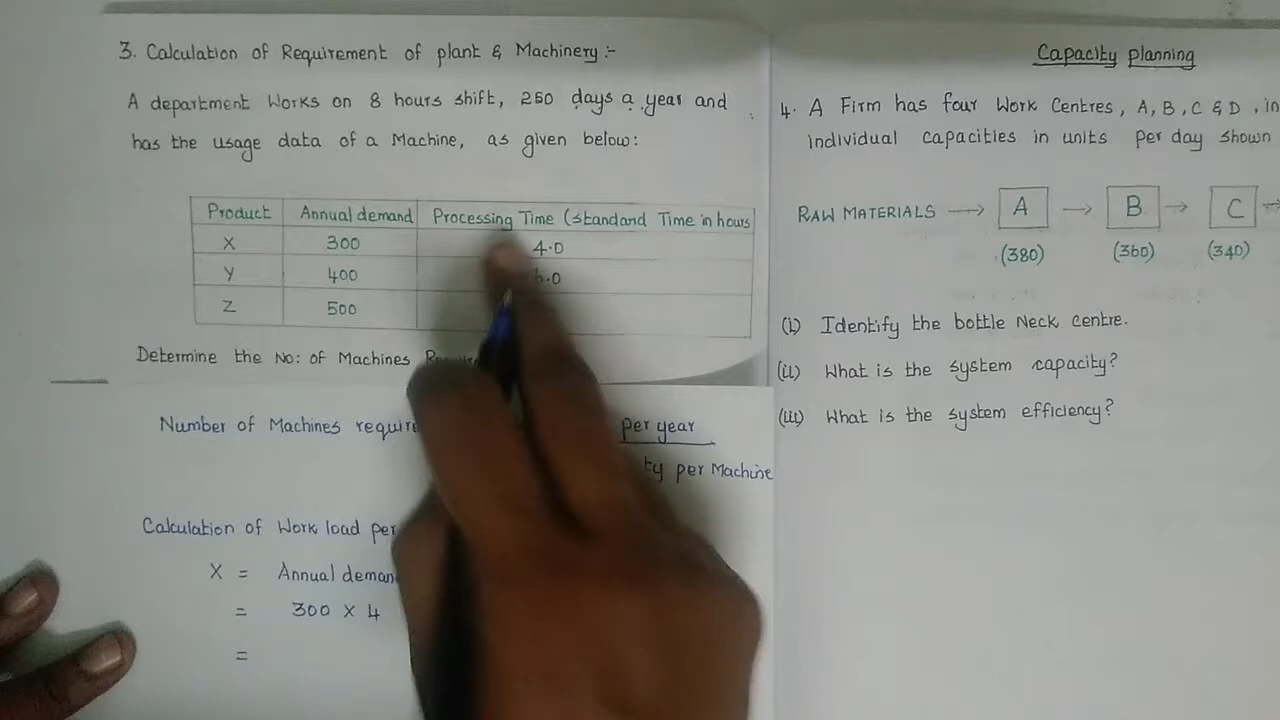 3. Calculation of Requirement of plant & Machinery :-
A department Works on 8 hours shift, 250 days a year and
has the usage data of a Machine, as given below:
Product Annual demand Processing Time (standard Time in hours
X 300 4.0
Y 400 .0
Z 500
Determine the No: of Machines
Number of Machines per year
per Machine
Calculation of Work load per
X = Annual
= 300 X 4
=
Capacity planning
4. A Firm has four Work Centres, A, B, C & D, in
individual capacities in units per day shown
RAW MATERIALS → A → B → C →
(380) (360) (340)
(i) Identify the bottle Neck centre.
(ii) What is the system capacity?
(iii) What is the system efficiency?